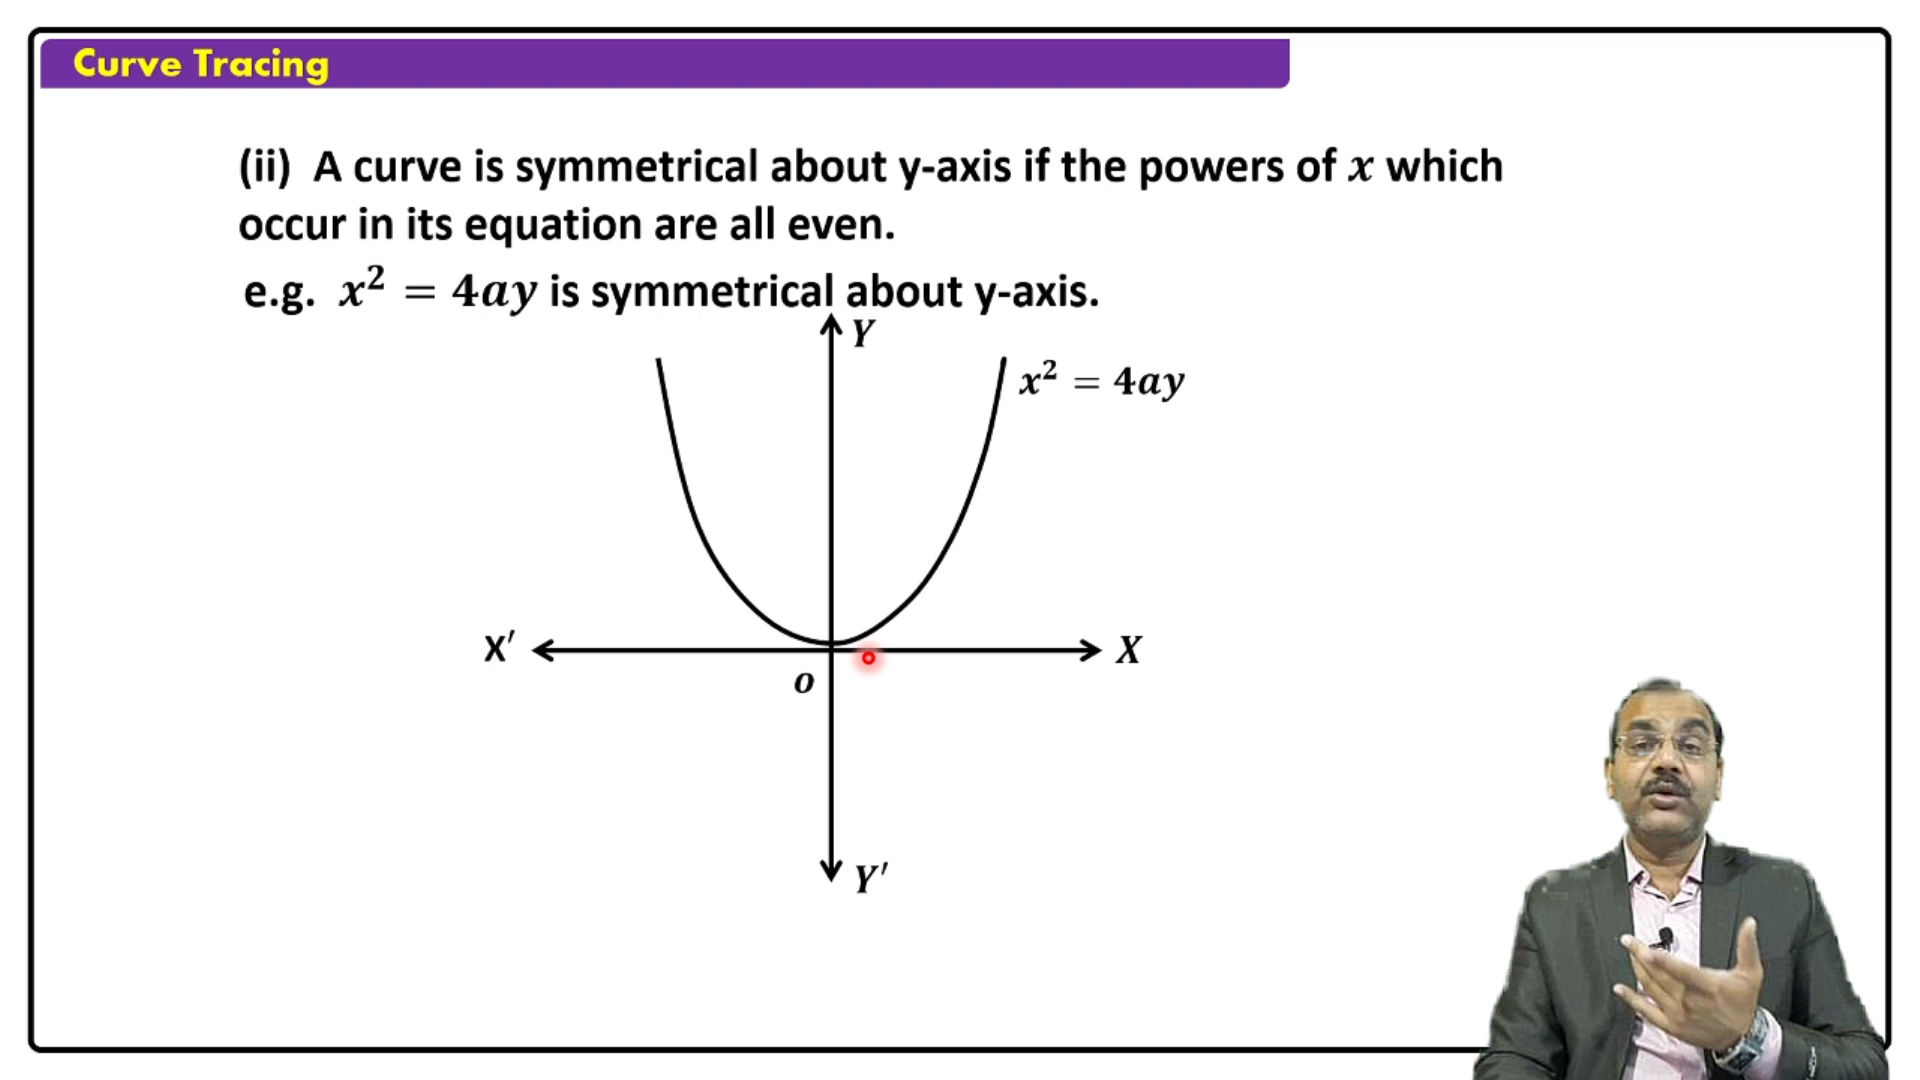 Curve Tracing
(ii) A curve is symmetrical about y-axis if the powers of x which
occur in its equation are all even.
e.g. x² = 4ay is symmetrical about y-axis.
Y
x² = 4ay
X′
X
o
Y′